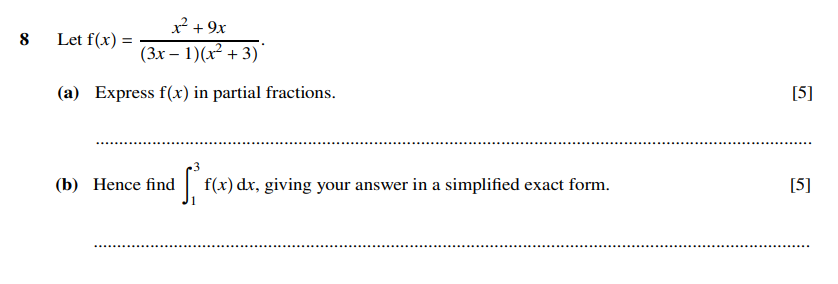 8 Let f(x) = \frac{x^2 + 9x}{(3x - 1)(x^2 + 3)}.
(a) Express f(x) in partial fractions. [5]
(b) Hence find \int_1^3 f(x) dx, giving your answer in a simplified exact form. [5]